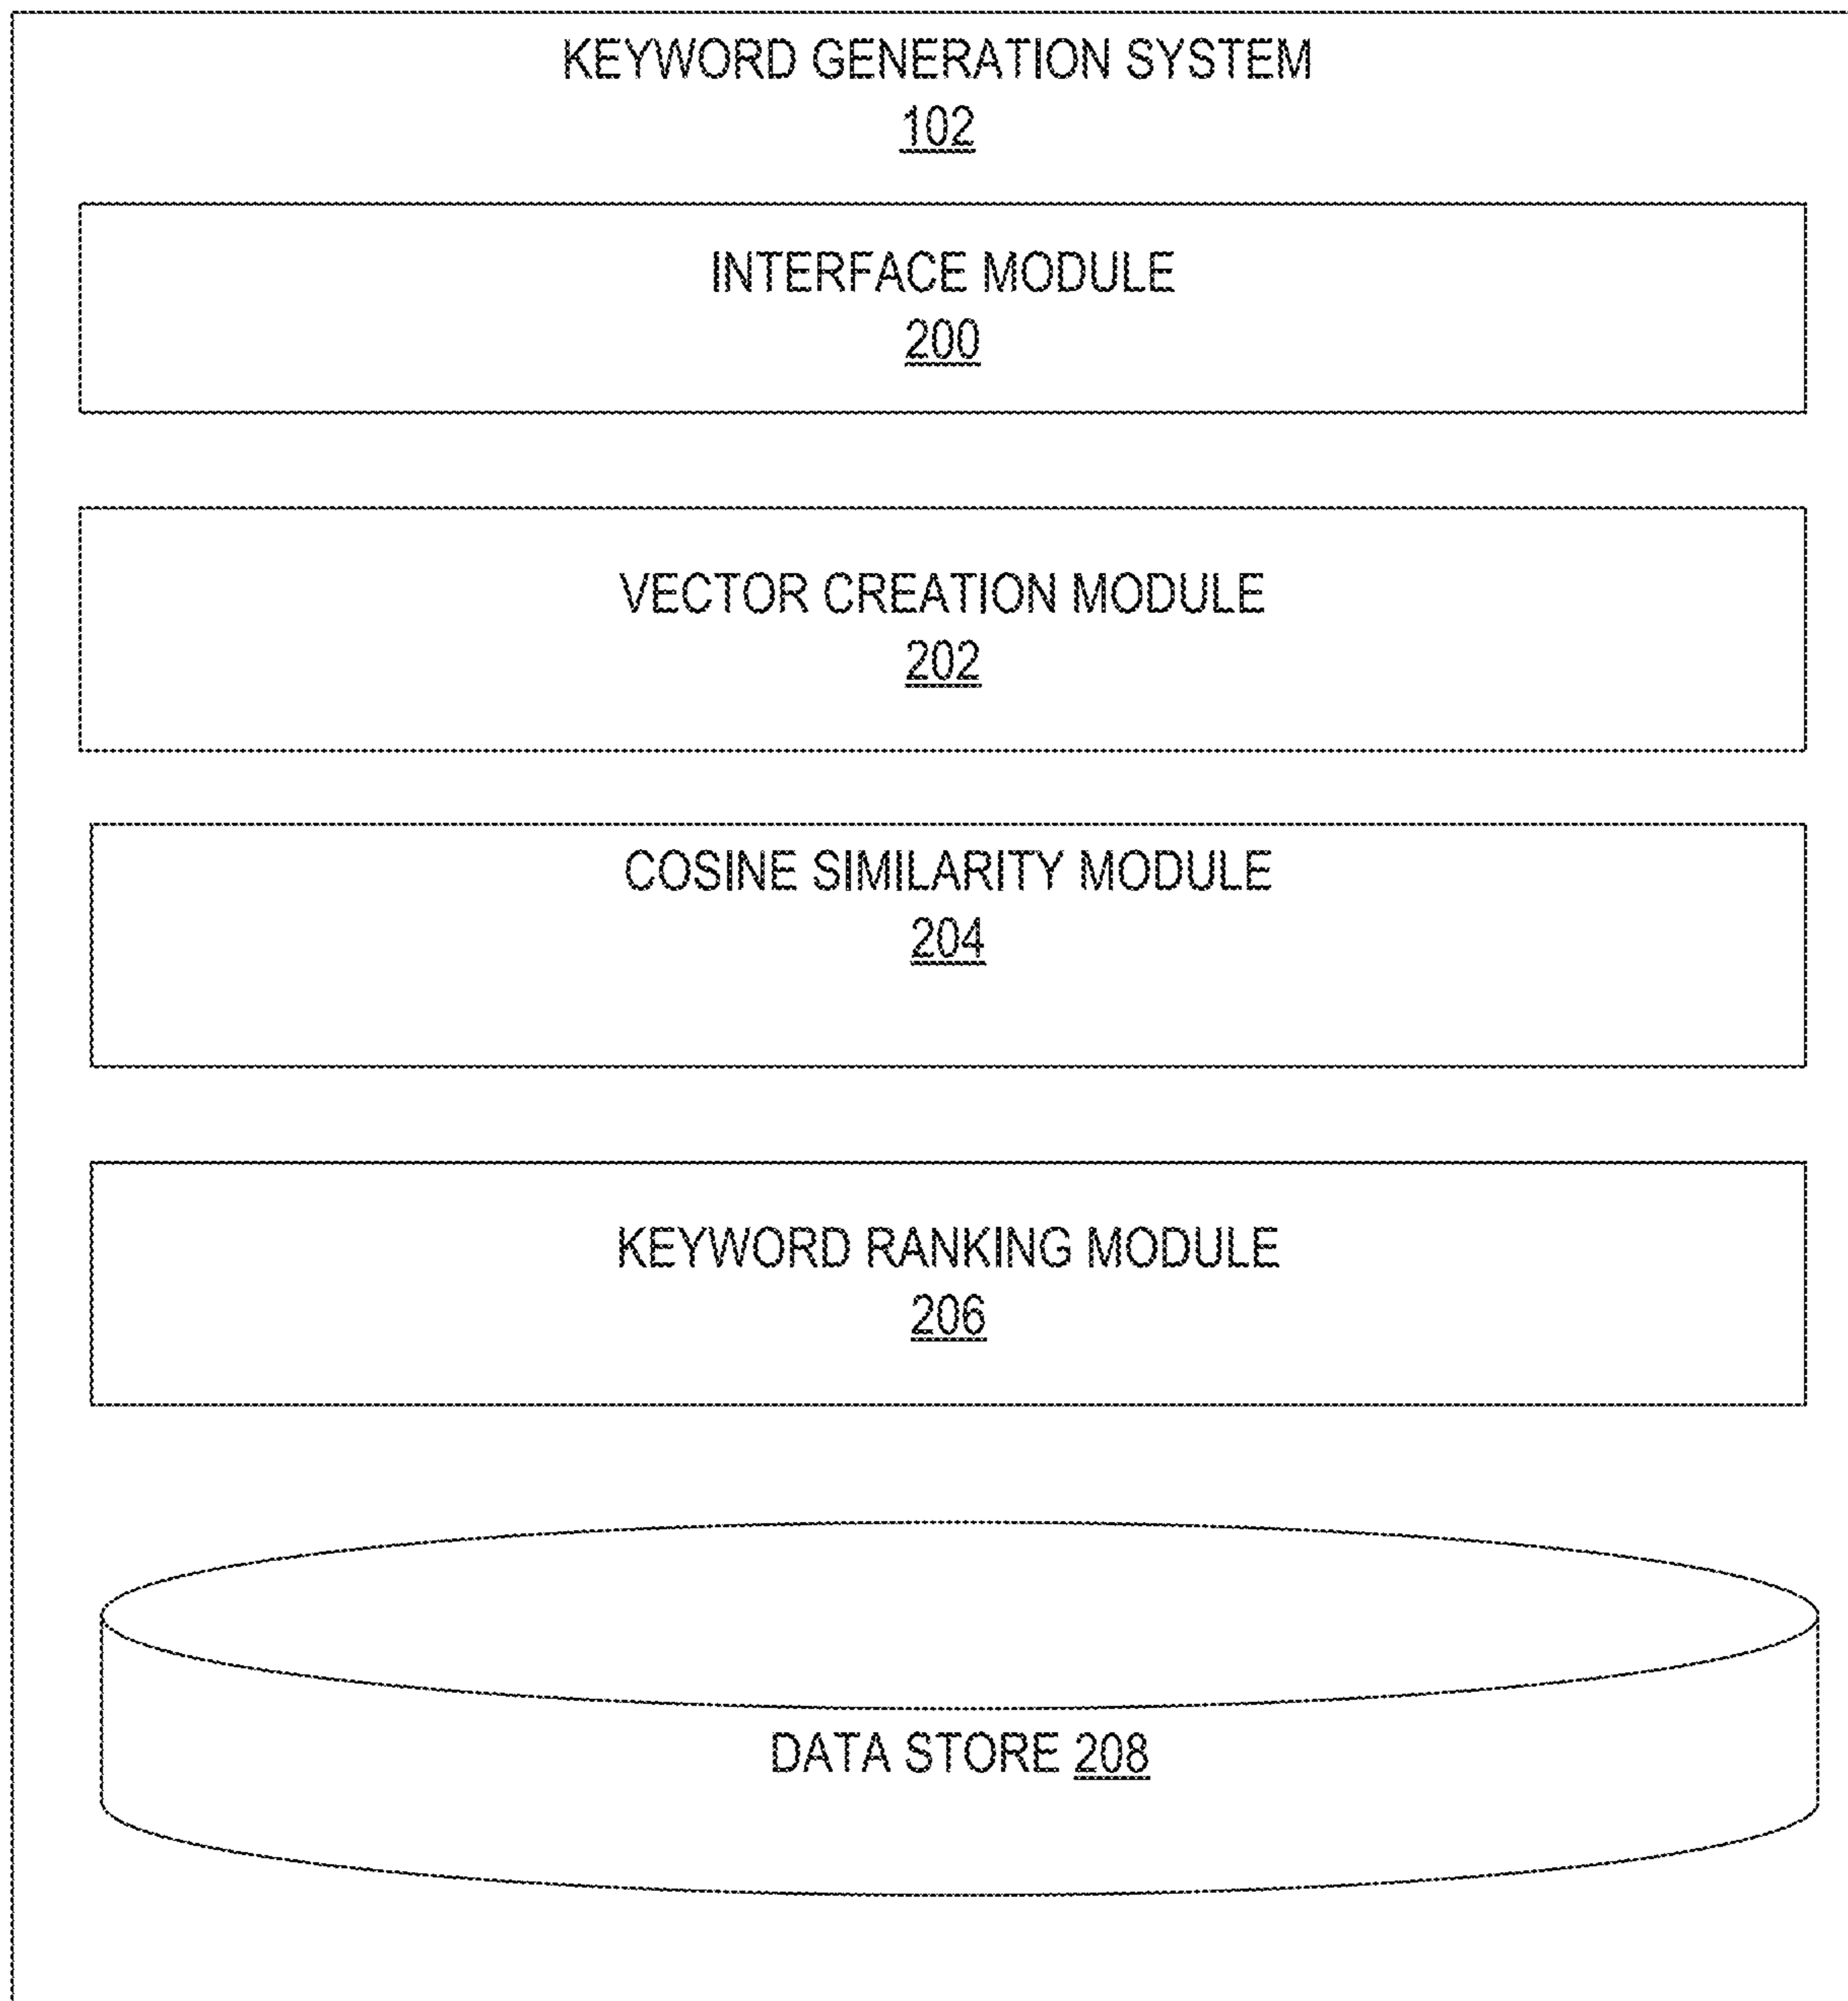 KEYWORD GENERATION SYSTEM
102
INTERFACE MODULE
200
VECTOR CREATION MODULE
202
COSINE SIMILARITY MODULE
204
KEYWORD RANKING MODULE
206
DATA STORE 208